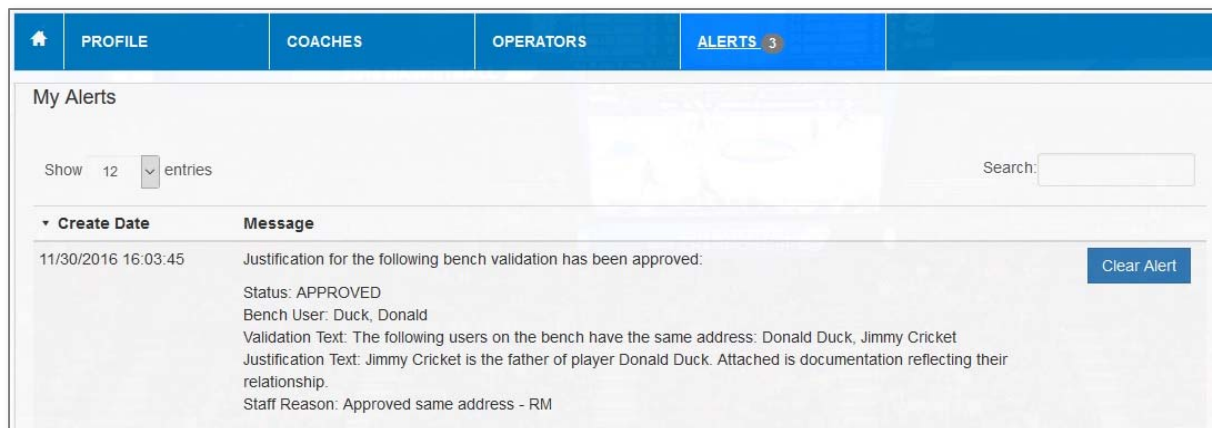 PROFILE COACHES OPERATORS ALERTS 3
My Alerts
Show 12 entries Search:
Create Date Message
11/30/2016 16:03:45 Justification for the following bench validation has been approved: Clear Alert
Status: APPROVED
Bench User: Duck, Donald
Validation Text: The following users on the bench have the same address: Donald Duck, Jimmy Cricket
Justification Text: Jimmy Cricket is the father of player Donald Duck. Attached is documentation reflecting their
relationship.
Staff Reason: Approved same address - RM